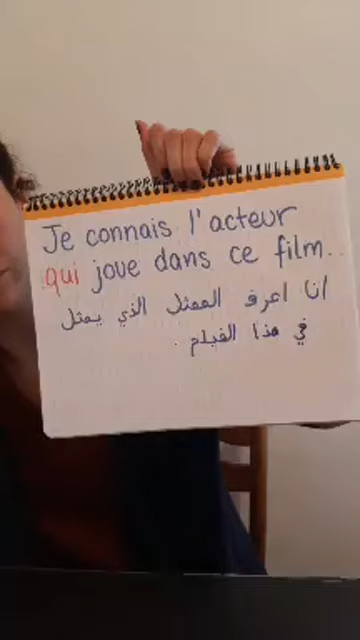 Je connais l'acteur
qui joue dans ce film.
انا اعرف الممثل الذي يمثل
في هذا الفيلم .